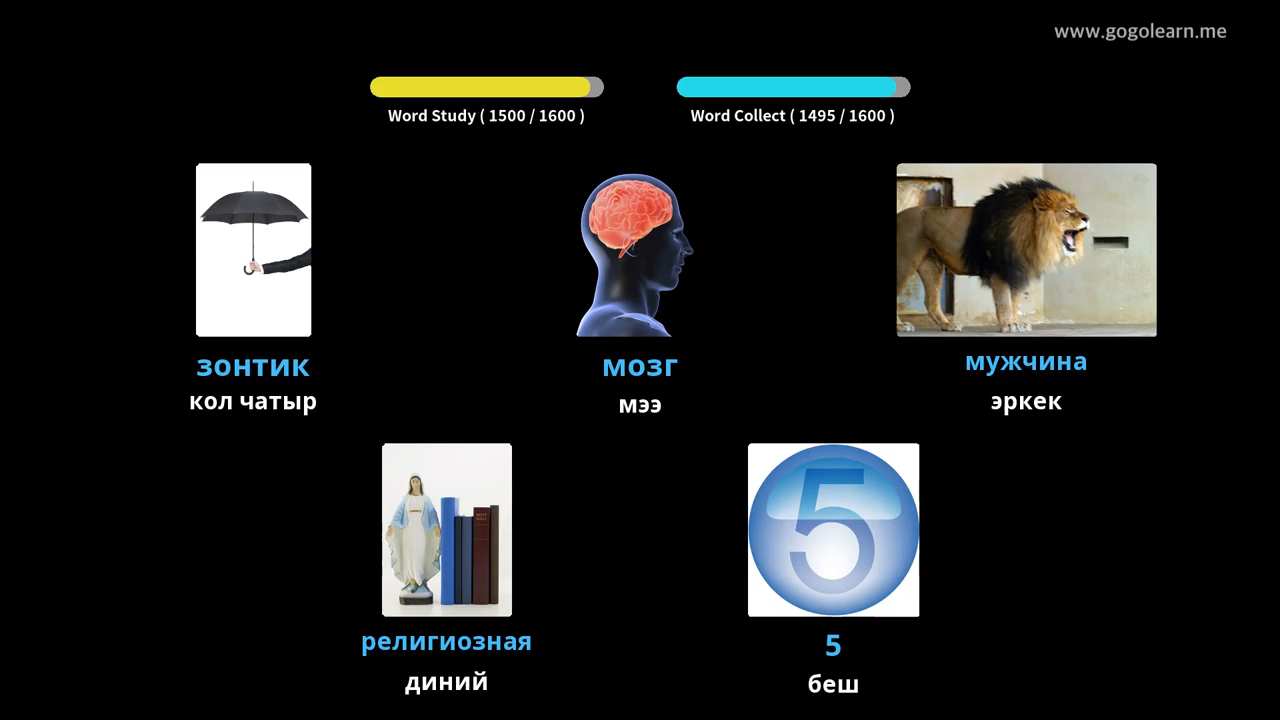 www.gogolearn.me
Word Study ( 1500 / 1600 )
Word Collect ( 1495 / 1600 )
зонтик
кол чатыр
мозг
мээ
мужчина
эркек
религиозная
диний
5
5
беш